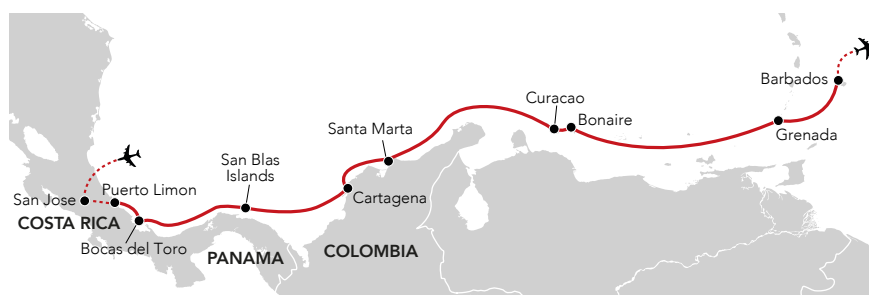 Barbados
Curacao
Bonaire
Santa Marta
Grenada
San Blas
Islands
Puerto Limon
San Jose
Cartagena
COSTA RICA
Bocas del Toro
PANAMA
COLOMBIA